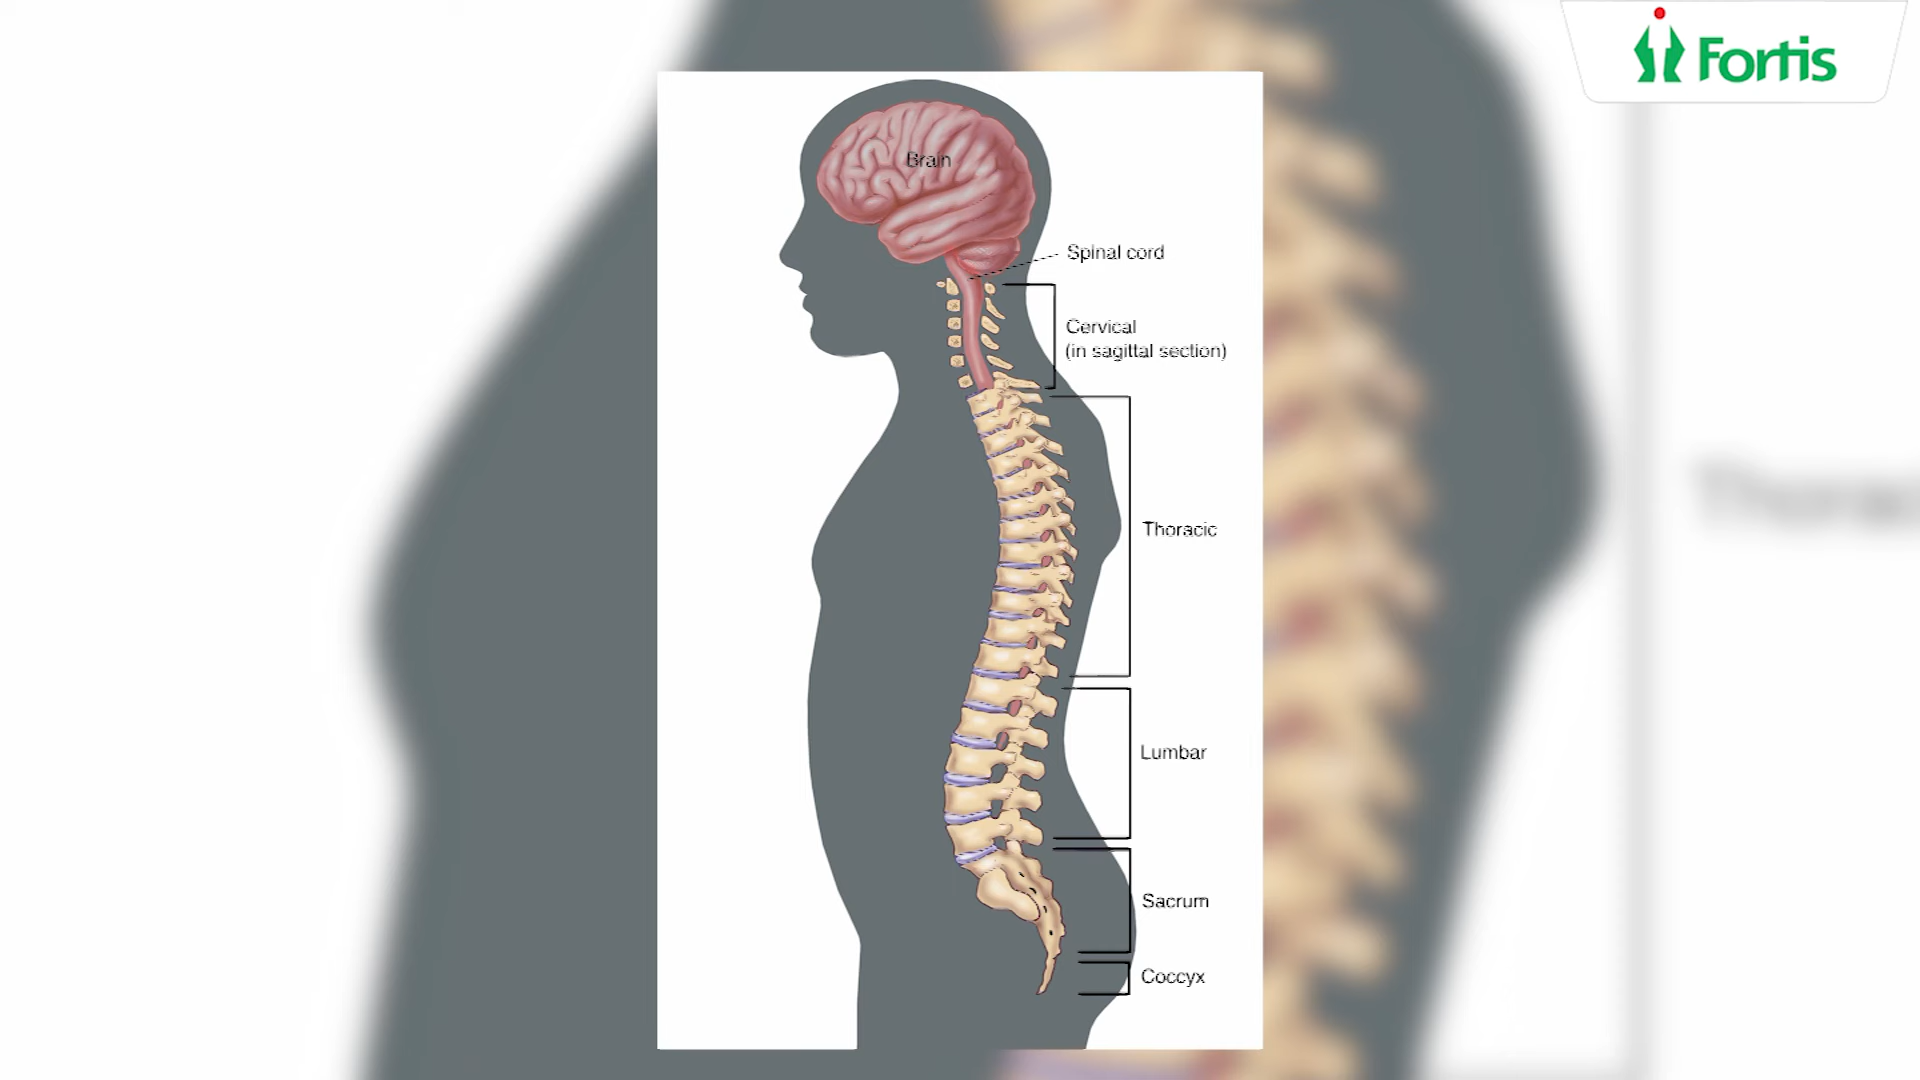 Fortis
Brain
Spinal cord
Cervical
(in sagittal section)
Thoracic
Lumbar
Sacrum
Coccyx